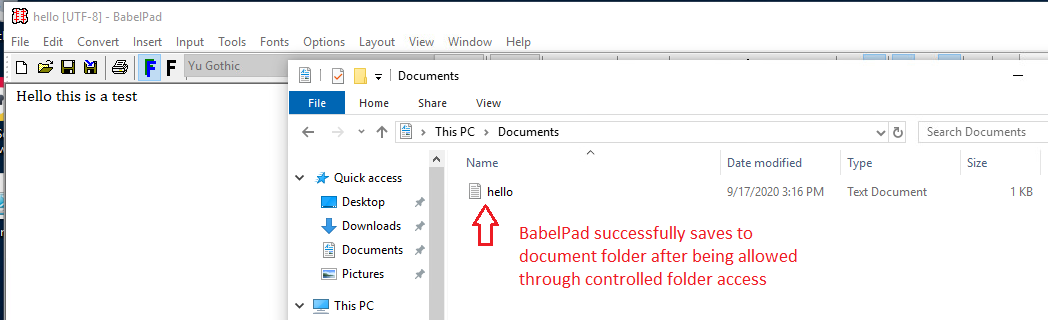 hello [UTF-8] - BabelPad
File Edit Convert Insert Input Tools Fonts Options Layout View Window Help
F F Yu Gothic
Hello this is a test
Documents
File Home Share View
This PC Documents
Search Documents
Name Date modified Type Size
Quick access
Desktop
Downloads
Documents
Pictures
This PC
hello 9/17/2020 3:16 PM Text Document 1 KB
BabelPad successfully saves to
document folder after being allowed
through controlled folder access